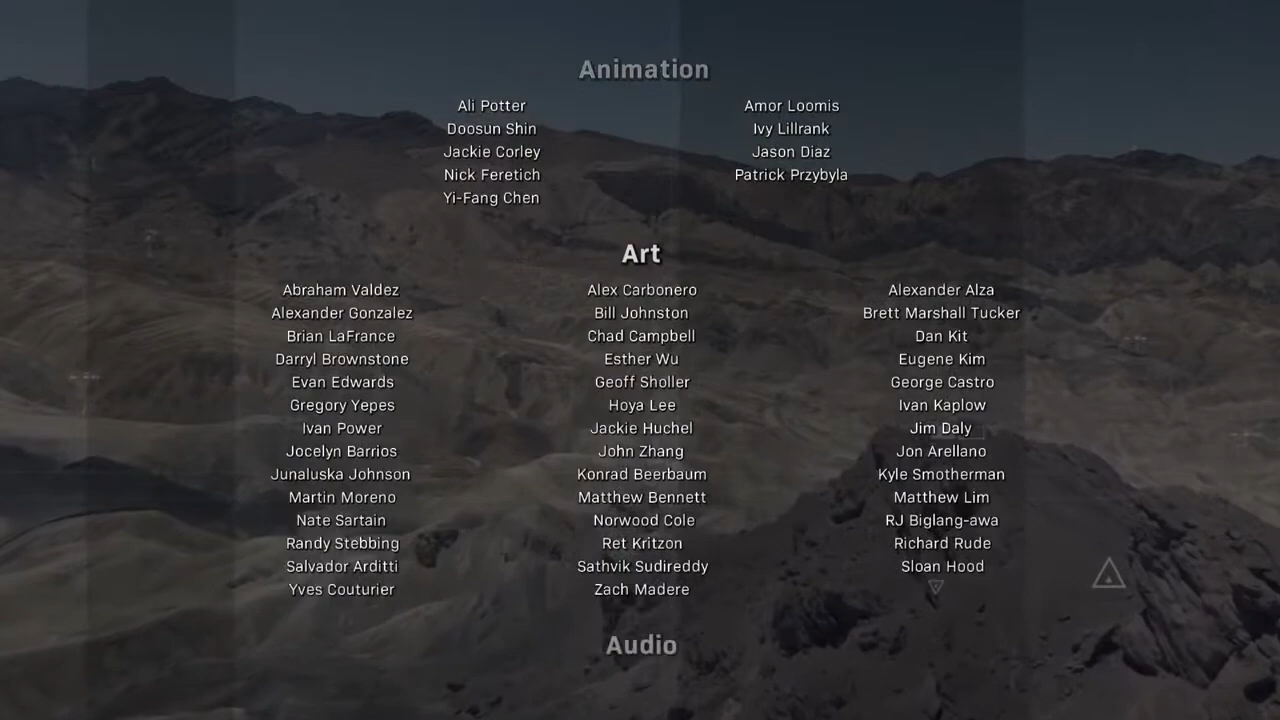 Animation
Ali Potter Amor Loomis
Doosun Shin Ivy Lillrank
Jackie Corley Jason Diaz
Nick Feretich Patrick Przybyla
Yi-Fang Chen
Art
Abraham Valdez Alex Carbonero Alexander Alza
Alexander Gonzalez Bill Johnston Brett Marshall Tucker
Brian LaFrance Chad Campbell Dan Kit
Darryl Brownstone Esther Wu Eugene Kim
Evan Edwards Geoff Sholler George Castro
Gregory Yepes Hoya Lee Ivan Kaplow
Ivan Power Jackie Huchel Jim Daly
Jocelyn Barrios John Zhang Jon Arellano
Junaluska Johnson Konrad Beerbaum Kyle Smotherman
Martin Moreno Matthew Bennett Matthew Lim
Nate Sartain Norwood Cole RJ Biglang-awa
Randy Stebbing Ret Kritzon Richard Rude
Salvador Arditti Sathvik Sudireddy Sloan Hood
Yves Couturier Zach Madere
Audio